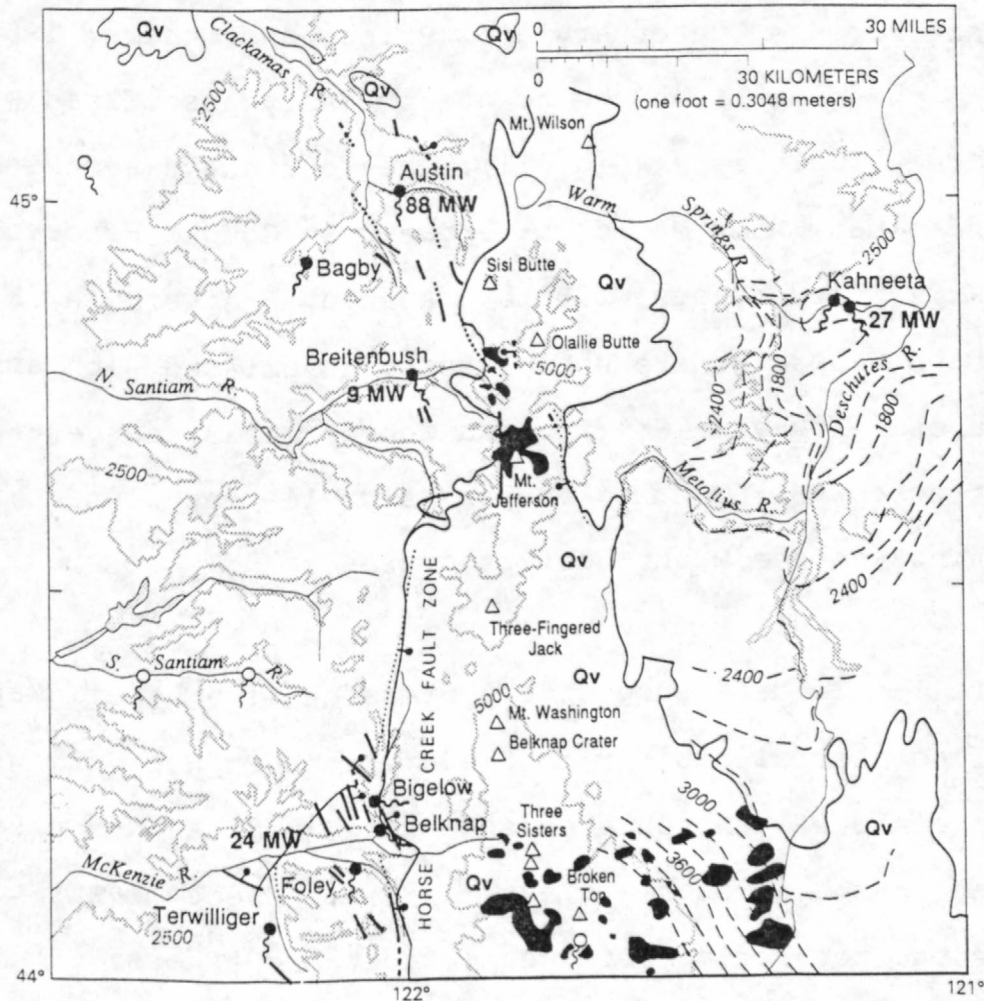 Qv
Clackamas R.
Qv
0 30 MILES
0 30 KILOMETERS
(one foot = 0.3048 meters)
Qv
2500
Mt. Wilson
Austin
88 MW
45°
Warm Springs R.
2500
Bagby
Sisi Butte
Qv
Kahneeta
27 MW
Olallie Butte
5000
Breitenbush
9 MW
N. Santiam R.
2400
1800
Deschutes R.
1800
2500
Mt.
Jefferson
Metolius R.
Qv
2400
HORSE CREEK FAULT ZONE
Three-Fingered
Jack
S. Santiam R.
Qv
2400
5000
Mt. Washington
Belknap Crater
Bigelow
3000
Belknap
Three
Sisters
Qv
24 MW
McKenzie R.
Foley
Qv
Broken
Top
3600
Terwilliger
2500
44°
122°
121°